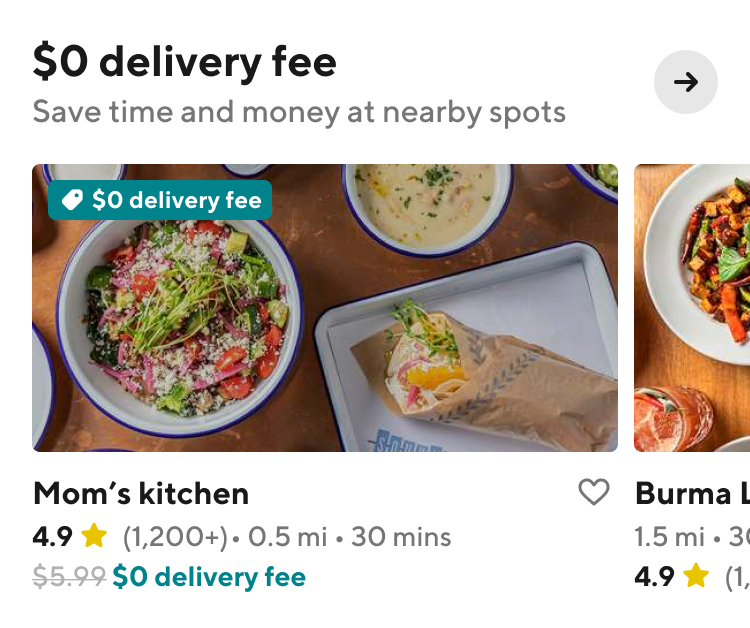 $0 delivery fee
Save time and money at nearby spots
$0 delivery fee
Mom's kitchen
4.9 (1,200+) • 0.5 mi • 30 mins
$5.99 $0 delivery fee
Burma
1.5 mi •
4.9